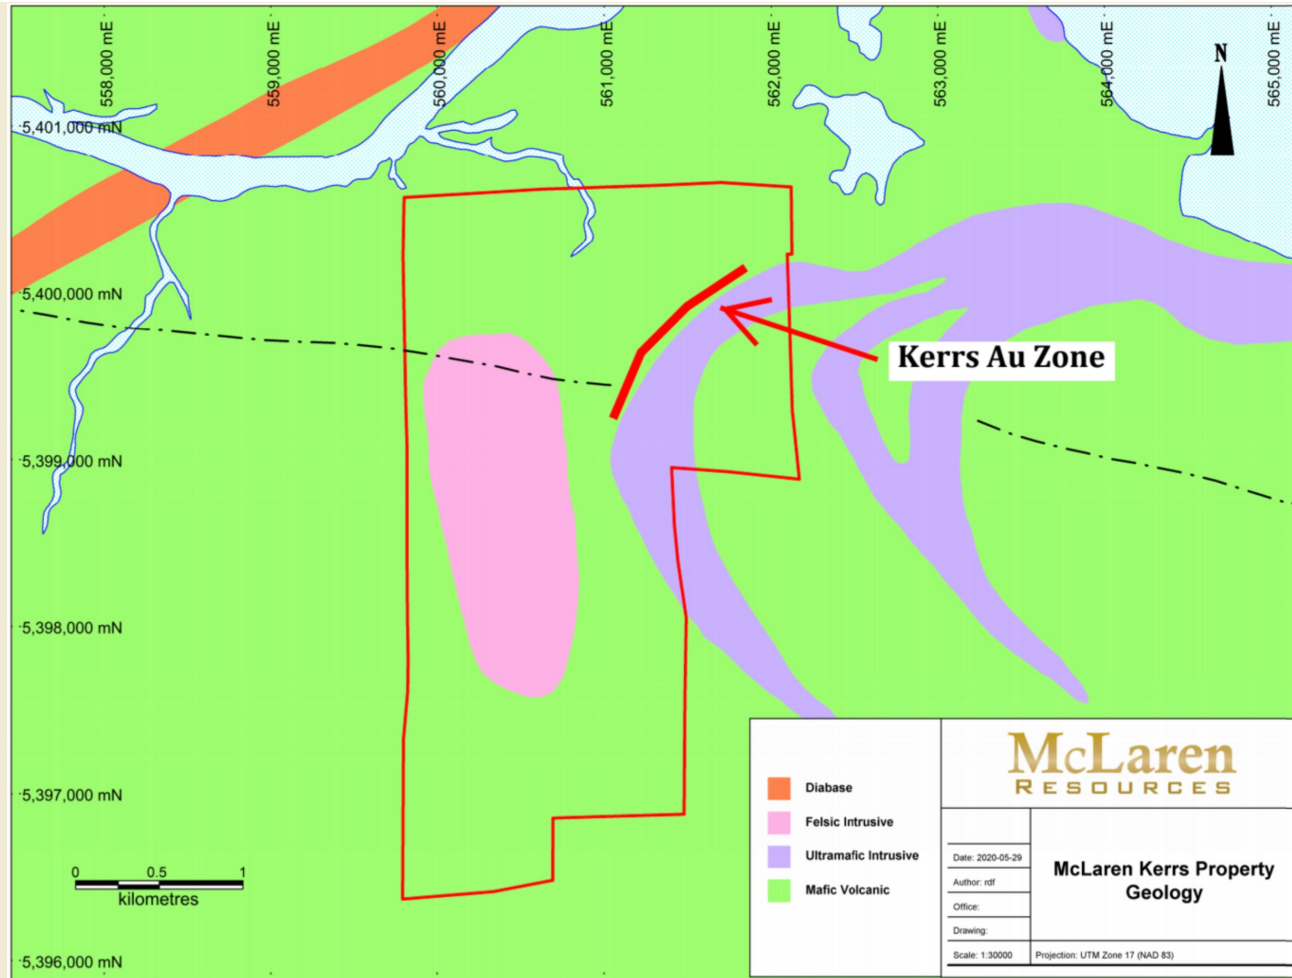 558,000 mE
559,000 mE
560,000 mE
561,000 mE
562,000 mE
563,000 mE
564,000 mE
565,000 mE
N
5,401,000 mN
5,400,000 mN
Kerrs Au Zone
5,399,000 mN
5,398,000 mN
5,397,000 mN
5,396,000 mN
0 0.5 1
kilometres
Diabase
Felsic Intrusive
Ultramafic Intrusive
Mafic Volcanic
McLaren
RESOURCES
Date: 2020-05-29
Author: rdf
Office:
Drawing:
Scale: 1:30000
McLaren Kerrs Property
Geology
Projection: UTM Zone 17 (NAD 83)